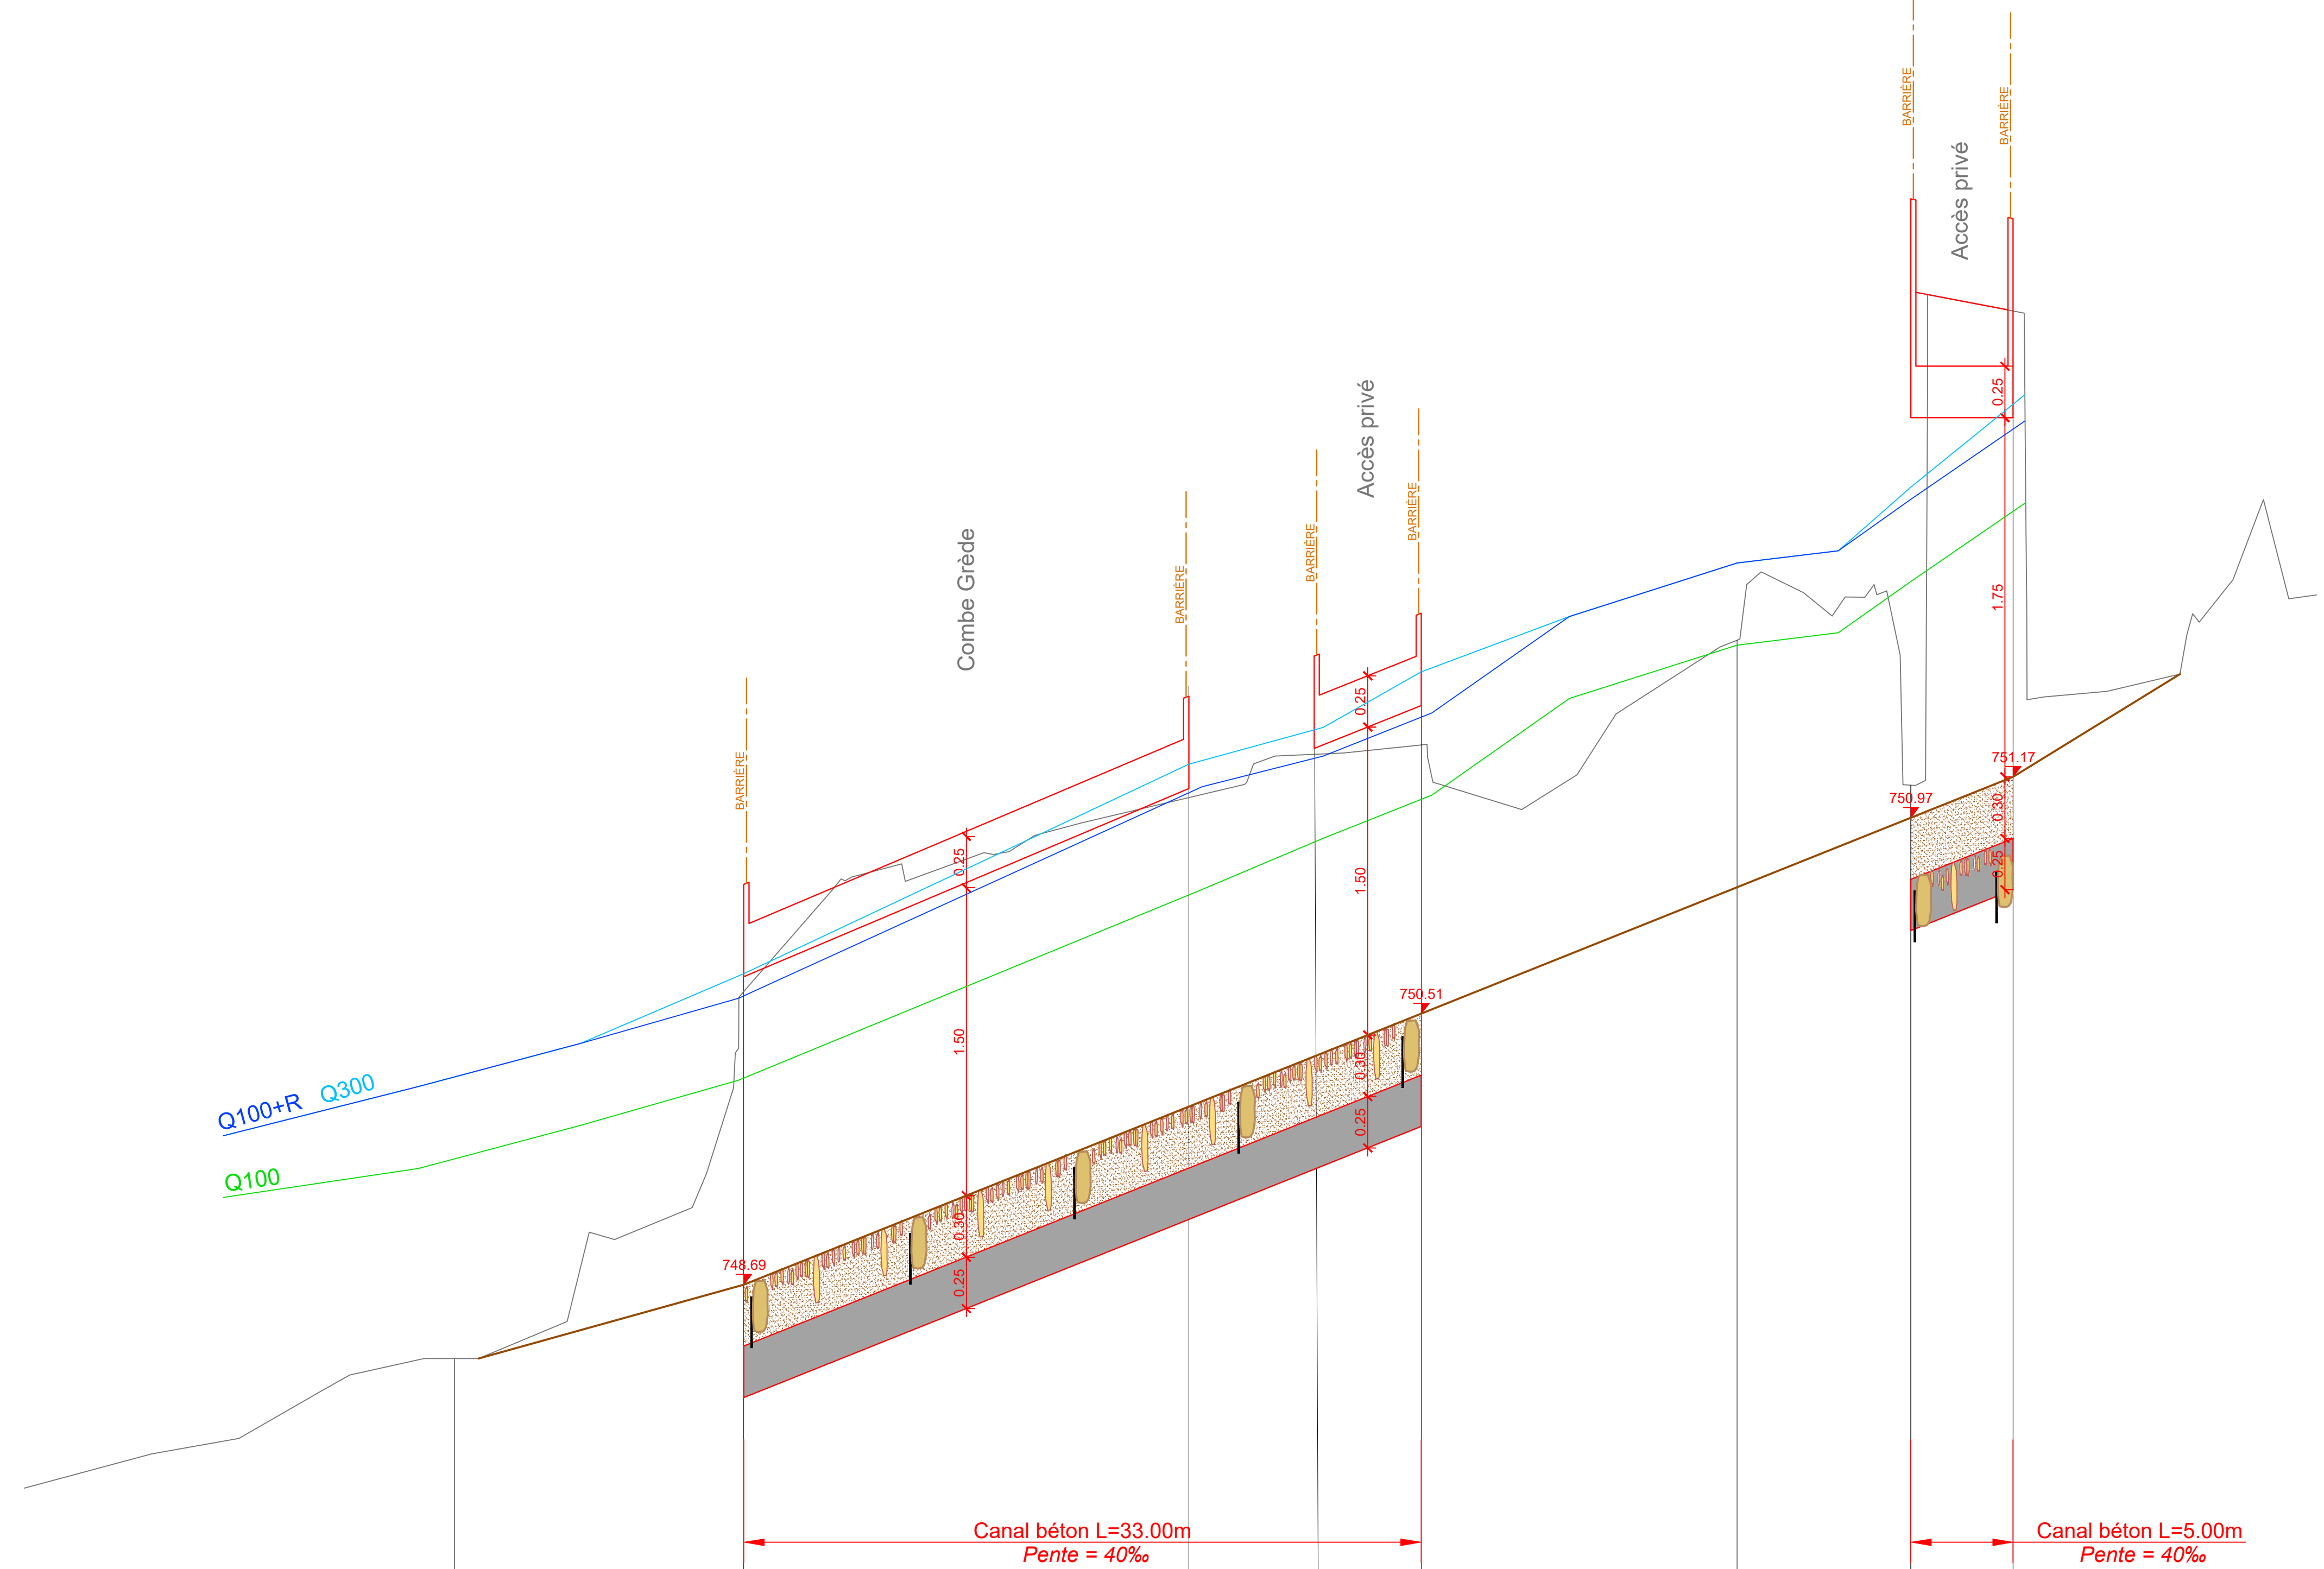 BARRIÈRE
BARRIÈRE
Accès privé
0.25
Accès privé
BARRIÈRE
BARRIÈRE
Combe Grède
BARRIÈRE
1.75
0.25
BARRIÈRE
751.17
750.97
0.30
0.25
0.25
1.50
1.50
750.51
0.30
0.25
Q100+R Q300
Q100
748.69
0.30
0.25
Canal béton L=33.00m
Pente = 40‰
Canal béton L=5.00m
Pente = 40‰